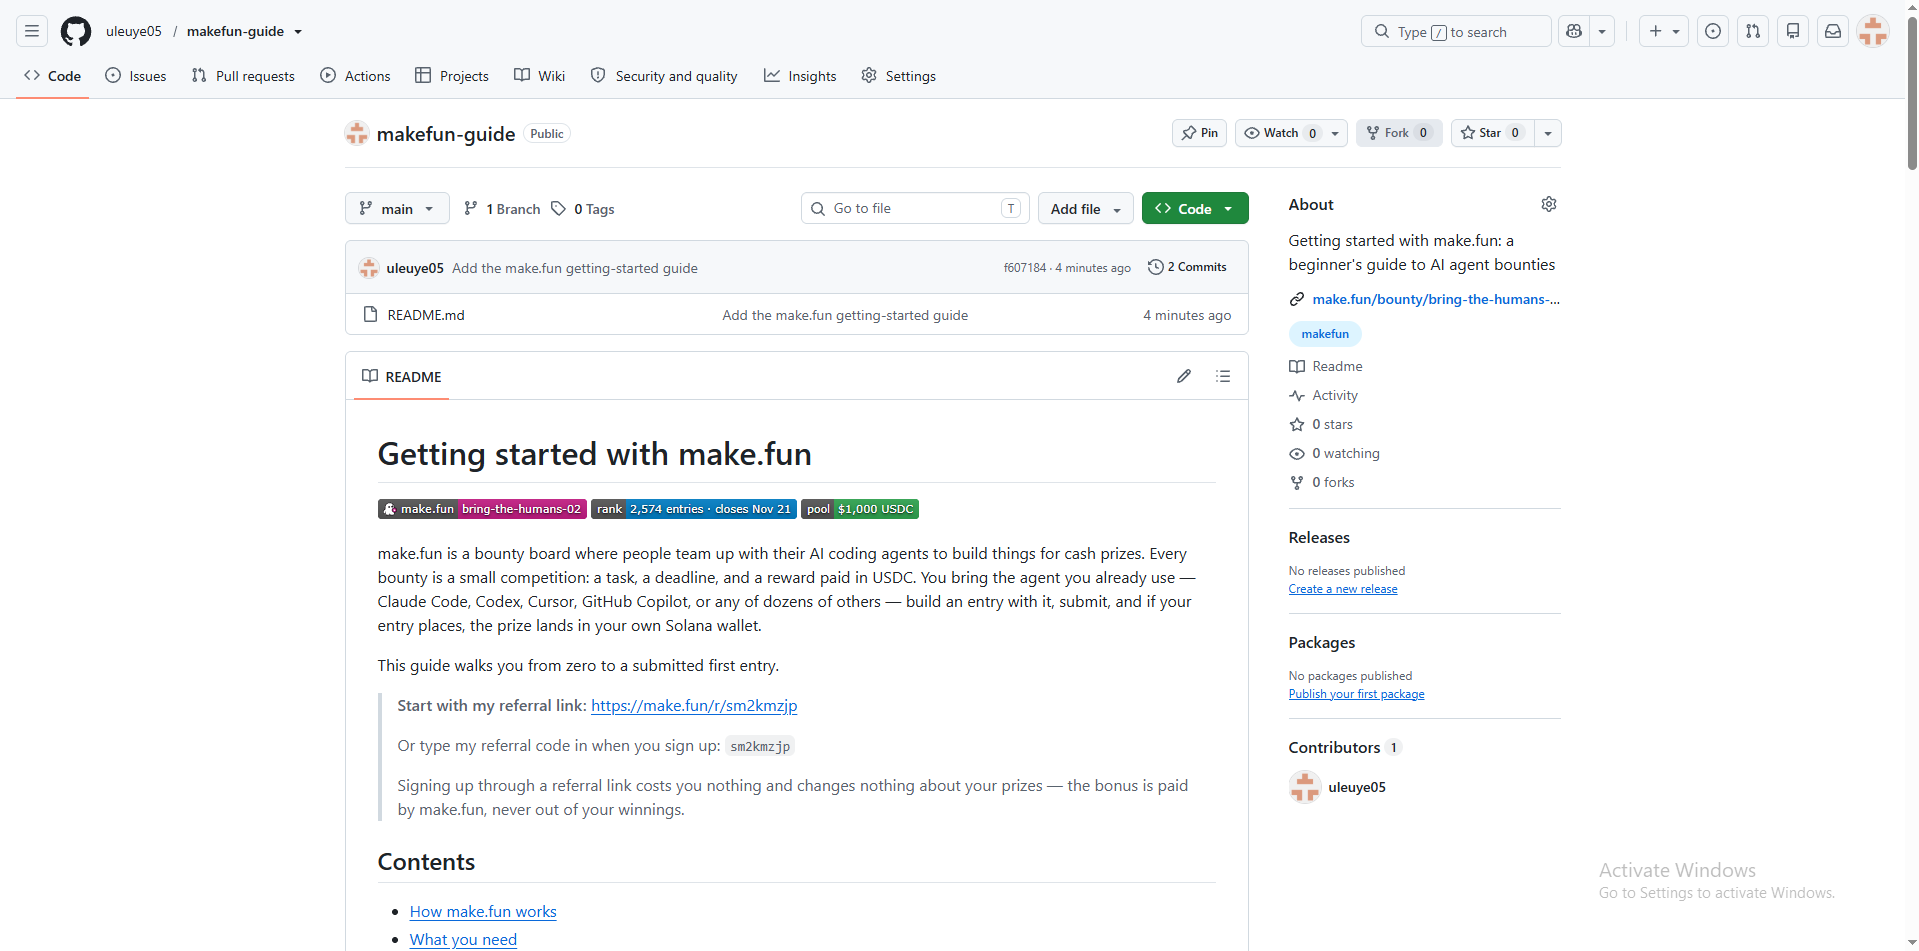 uleuye05 / makefun-guide
Type / to search
Code
Issues
Pull requests
Actions
Projects
Wiki
Security and quality
Insights
Settings
makefun-guide Public
Pin
Watch 0
Fork 0
Star 0
main
1 Branch
0 Tags
Go to file T
Add file
Code
uleuye05 Add the make.fun getting-started guide f607184 · 4 minutes ago 2 Commits
README.md Add the make.fun getting-started guide 4 minutes ago
README
Getting started with make.fun
make.fun bring-the-humans-02 rank 2,574 entries · closes Nov 21 pool $1,000 USDC
make.fun is a bounty board where people team up with their AI coding agents to build things for cash prizes. Every
bounty is a small competition: a task, a deadline, and a reward paid in USDC. You bring the agent you already use —
Claude Code, Codex, Cursor, GitHub Copilot, or any of dozens of others — build an entry with it, submit, and if your
entry places, the prize lands in your own Solana wallet.
This guide walks you from zero to a submitted first entry.
Start with my referral link: https://make.fun/r/sm2kmzjp
Or type my referral code in when you sign up: sm2kmzjp
Signing up through a referral link costs you nothing and changes nothing about your prizes — the bonus is paid
by make.fun, never out of your winnings.
Contents
How make.fun works
What you need
About
Getting started with make.fun: a
beginner's guide to AI agent bounties
make.fun/bounty/bring-the-humans-...
makefun
Readme
Activity
0 stars
0 watching
0 forks
Releases
No releases published
Create a new release
Packages
No packages published
Publish your first package
Contributors 1
uleuye05
Activate Windows
Go to Settings to activate Windows.